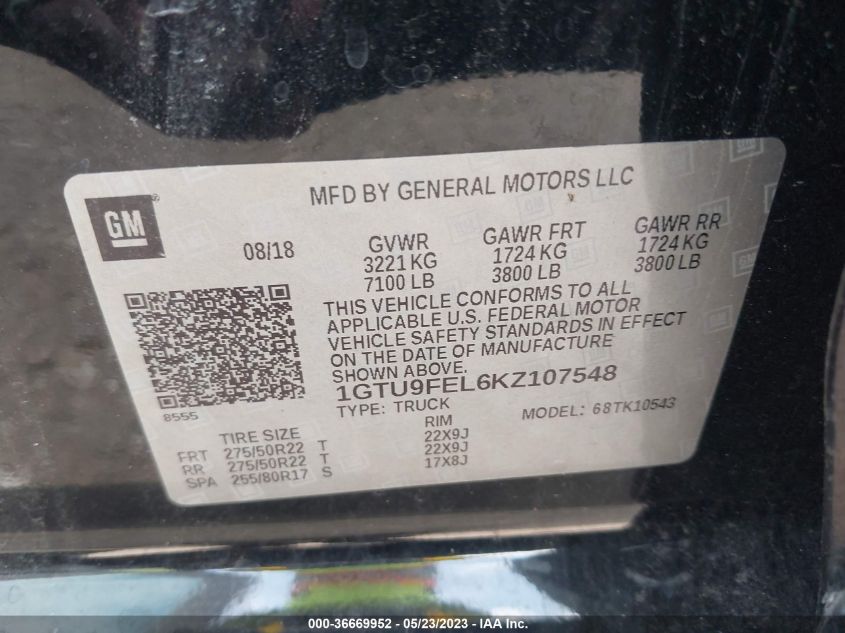 MFD BY GENERAL MOTORS LLC
GM®
08/18 GVWR GAWR FRT GAWR RR
3221 KG 1724 KG 1724 KG
7100 LB 3800 LB 3800 LB
THIS VEHICLE CONFORMS TO ALL
APPLICABLE U.S. FEDERAL MOTOR
VEHICLE SAFETY STANDARDS IN EFFECT
ON THE DATE OF MANUFACTURE
SHOWN ABOVE.
1GTU9FEL6KZ107548
8555
TYPE: TRUCK MODEL: 68TK10543
TIRE SIZE RIM
FRT 275/50R22 T 22X9J
RR 275/50R22 T 22X9J
SPA 255/80R17 S 17X8J
000-36669952 - 05/23/2023 - IAA Inc.